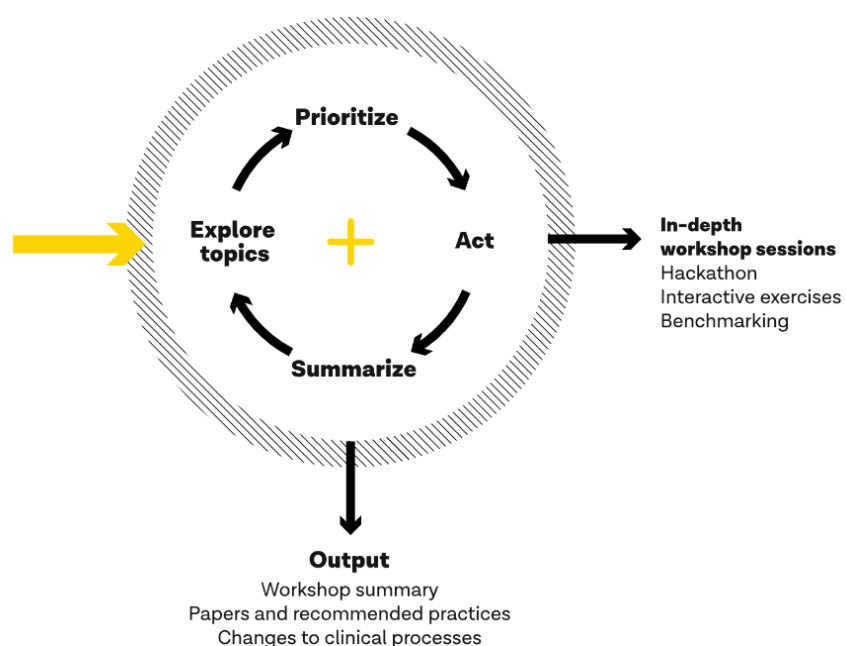 Prioritize
Explore
topics
Act
Summarize
In-depth
workshop sessions
Hackathon
Interactive exercises
Benchmarking
Output
Workshop summary
Papers and recommended practices
Changes to clinical processes